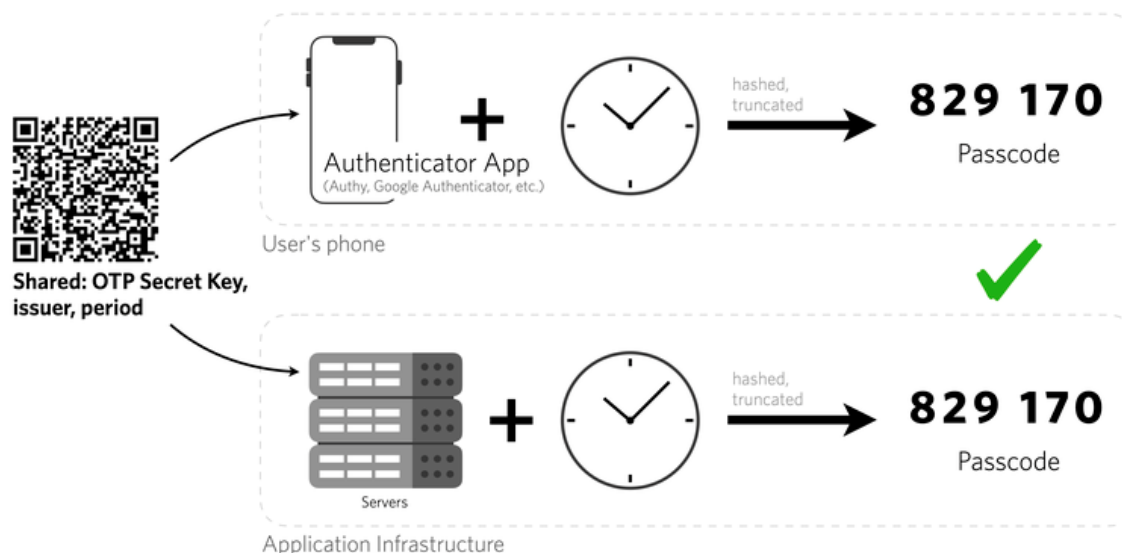 hashed,
truncated
829 170
Passcode
Authenticator App
(Authy, Google Authenticator, etc.)
User's phone
Shared: OTP Secret Key,
issuer, period
hashed,
truncated
829 170
Passcode
Servers
Application Infrastructure